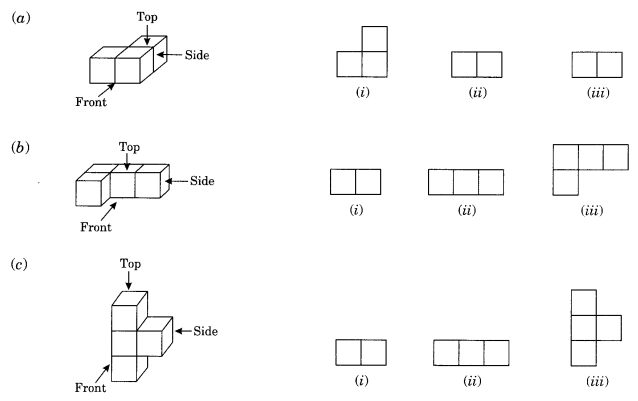 (a)
Top
Side
Front
(i) (ii) (iii)
(b)
Top
Side
Front
(i) (ii) (iii)
(c)
Top
Side
Front
(i) (ii) (iii)